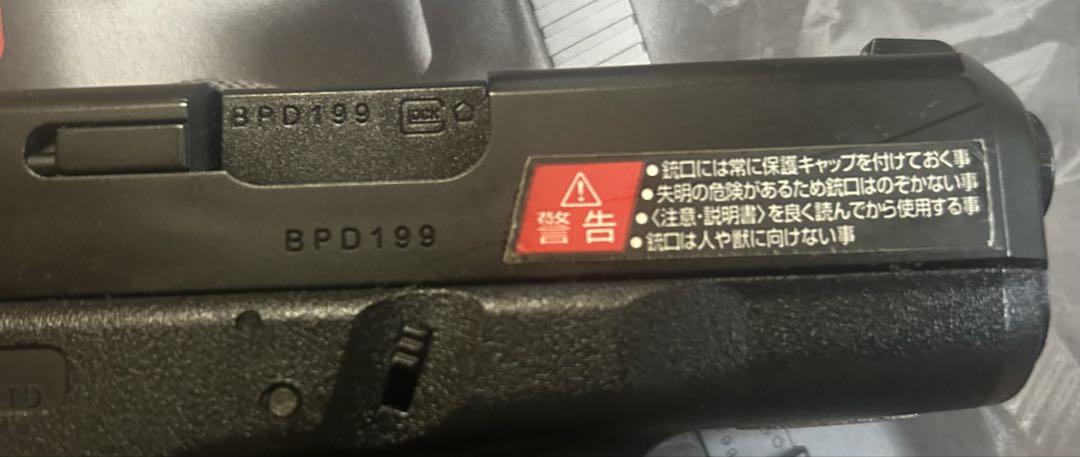 BPD199 GLOCK
BPD199
警告
●銃口には常に保護キャップを付けておく事
●失明の危険があるため銃口はのぞかない事
●〈注意・説明書〉を良く読んでから使用する事
●銃口は人や獣に向けない事
TD